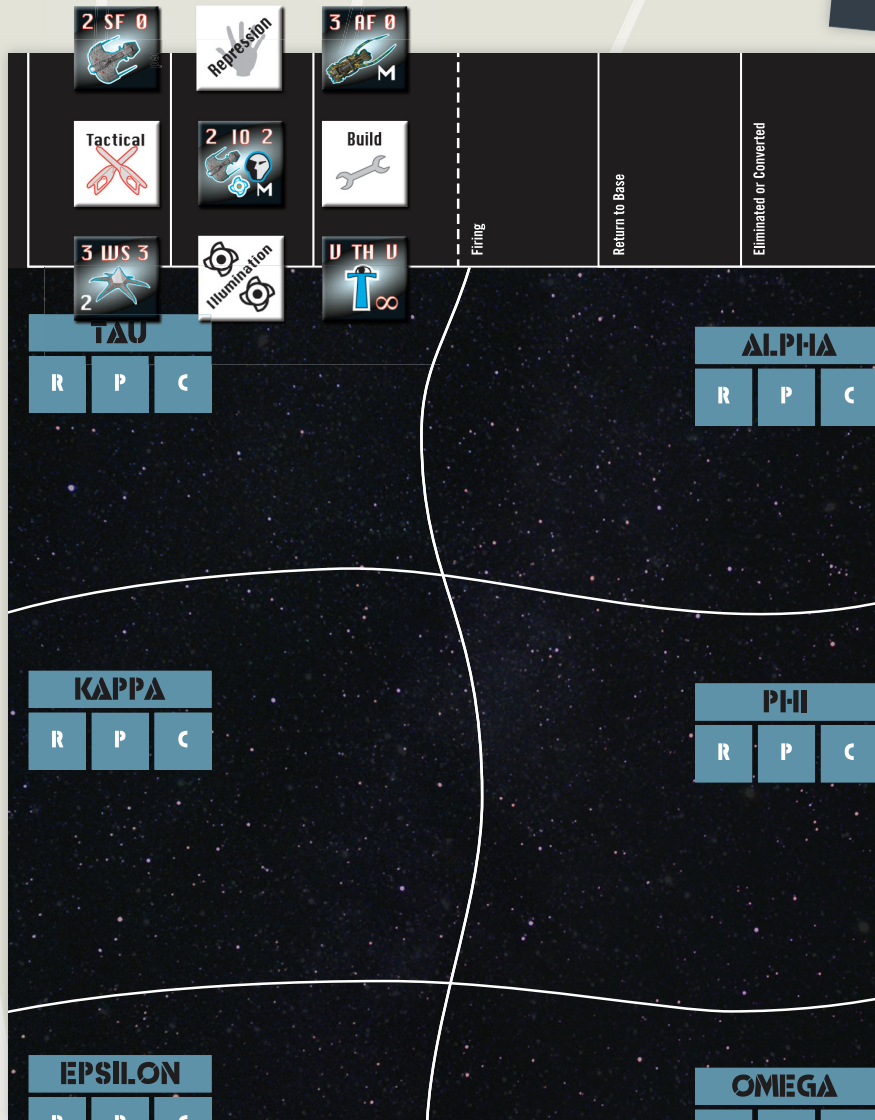 2 SF 0
Repression
3 AF 0
M
Tactical
2 IO 2
M
Build
3 WS 3
2
Illumination
V TH V
∞
Firing
Return to Base
Eliminated or Converted
TAU
R P C
ALPHA
R P C
KAPPA
R P C
PHI
R P C
EPSILON
OMEGA